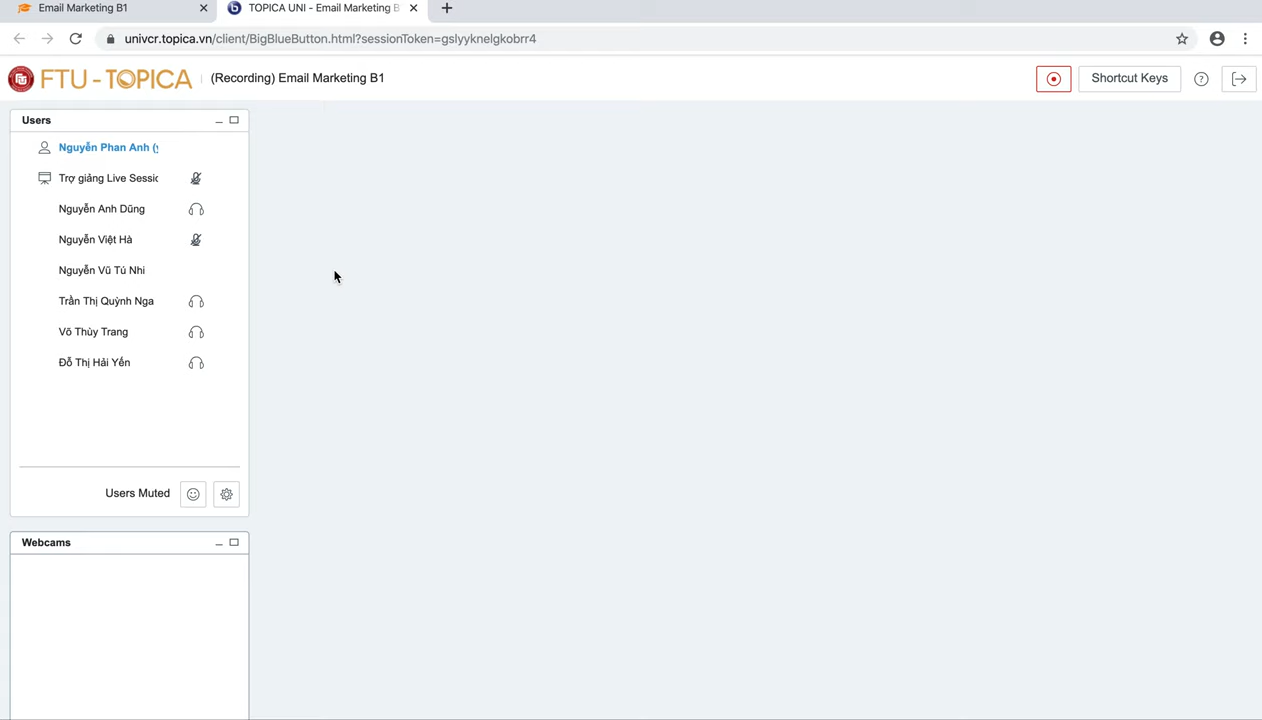 Email Marketing B1
TOPICA UNI - Email Marketing B
univcr.topica.vn/client/BigBlueButton.html?sessionToken=gslyyknelgkobrr4
FTU - TOPICA
(Recording) Email Marketing B1
Shortcut Keys
Users
Nguyễn Phan Anh (y
Trợ giảng Live Sessic
Nguyễn Anh Dũng
Nguyễn Việt Hà
Nguyễn Vũ Tú Nhi
Trần Thị Quỳnh Nga
Võ Thùy Trang
Đỗ Thị Hải Yến
Users Muted
Webcams